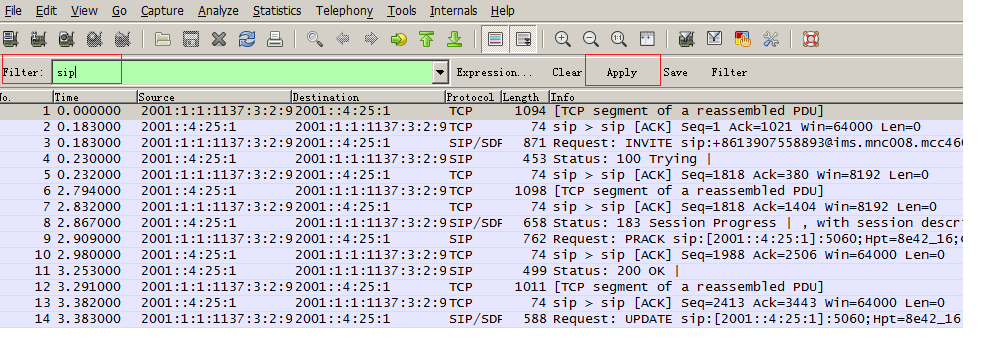 File Edit View Go Capture Analyze Statistics Telephony Tools Internals Help
Filter: sip Expression... Clear Apply Save Filter
No. Time Source Destination Protocol Length Info
1 0.000000 2001:1:1:1137:3:2:9 2001::4:25:1 TCP 1094 [TCP segment of a reassembled PDU]
2 0.183000 2001::4:25:1 2001:1:1:1137:3:2:9 TCP 74 sip > sip [ACK] Seq=1 Ack=1021 Win=64000 Len=0
3 0.183000 2001:1:1:1137:3:2:9 2001::4:25:1 SIP/SDP 871 Request: INVITE sip:+8613907558893@ims.mnc008.mcc460
4 0.230000 2001::4:25:1 2001:1:1:1137:3:2:9 SIP 453 Status: 100 Trying |
5 0.232000 2001:1:1:1137:3:2:9 2001::4:25:1 TCP 74 sip > sip [ACK] Seq=1818 Ack=380 Win=8192 Len=0
6 2.794000 2001::4:25:1 2001:1:1:1137:3:2:9 TCP 1098 [TCP segment of a reassembled PDU]
7 2.832000 2001:1:1:1137:3:2:9 2001::4:25:1 TCP 74 sip > sip [ACK] Seq=1818 Ack=1404 Win=8192 Len=0
8 2.867000 2001::4:25:1 2001:1:1:1137:3:2:9 SIP/SDP 658 Status: 183 Session Progress | , with session descri
9 2.909000 2001:1:1:1137:3:2:9 2001::4:25:1 SIP 762 Request: PRACK sip:[2001::4:25:1]:5060;Hpt=8e42_16;
10 2.980000 2001::4:25:1 2001:1:1:1137:3:2:9 TCP 74 sip > sip [ACK] Seq=1988 Ack=2506 Win=64000 Len=0
11 3.253000 2001::4:25:1 2001:1:1:1137:3:2:9 SIP 499 Status: 200 OK |
12 3.291000 2001:1:1:1137:3:2:9 2001::4:25:1 TCP 1011 [TCP segment of a reassembled PDU]
13 3.382000 2001::4:25:1 2001:1:1:1137:3:2:9 TCP 74 sip > sip [ACK] Seq=2413 Ack=3443 Win=64000 Len=0
14 3.383000 2001:1:1:1137:3:2:9 2001::4:25:1 SIP/SDP 588 Request: UPDATE sip:[2001::4:25:1]:5060;Hpt=8e42_16